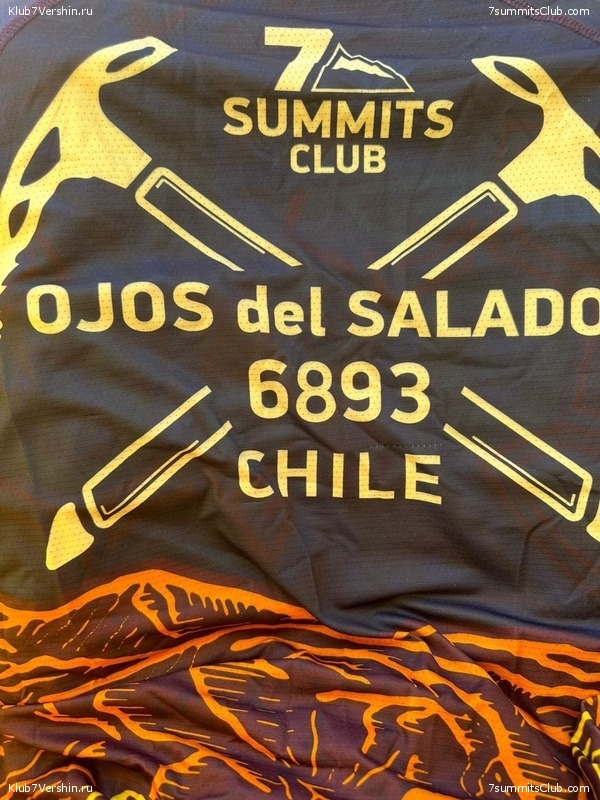 Klub7Vershin.ru 7summitsClub.com
7
SUMMITS
CLUB
OJOS del SALADO
6893
CHILE
Klub7Vershin.ru 7summitsClub.com